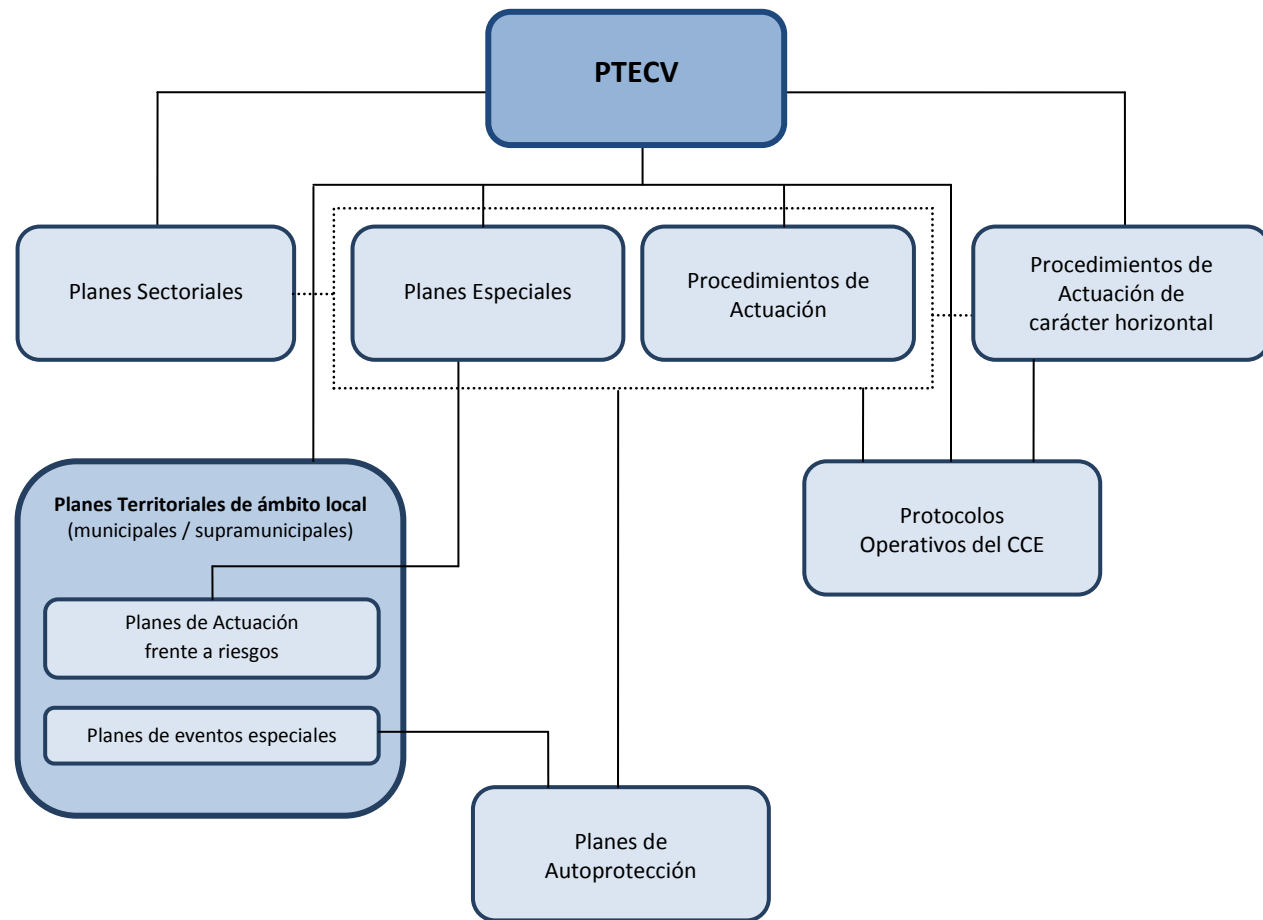 PTECV
Planes Sectoriales
Planes Especiales
Procedimientos de
Actuación
Procedimientos de
Actuación de
carácter horizontal
Planes Territoriales de ámbito local
(municipales / supramunicipales)
Planes de Actuación
frente a riesgos
Planes de eventos especiales
Protocolos
Operativos del CCE
Planes de
Autoprotección